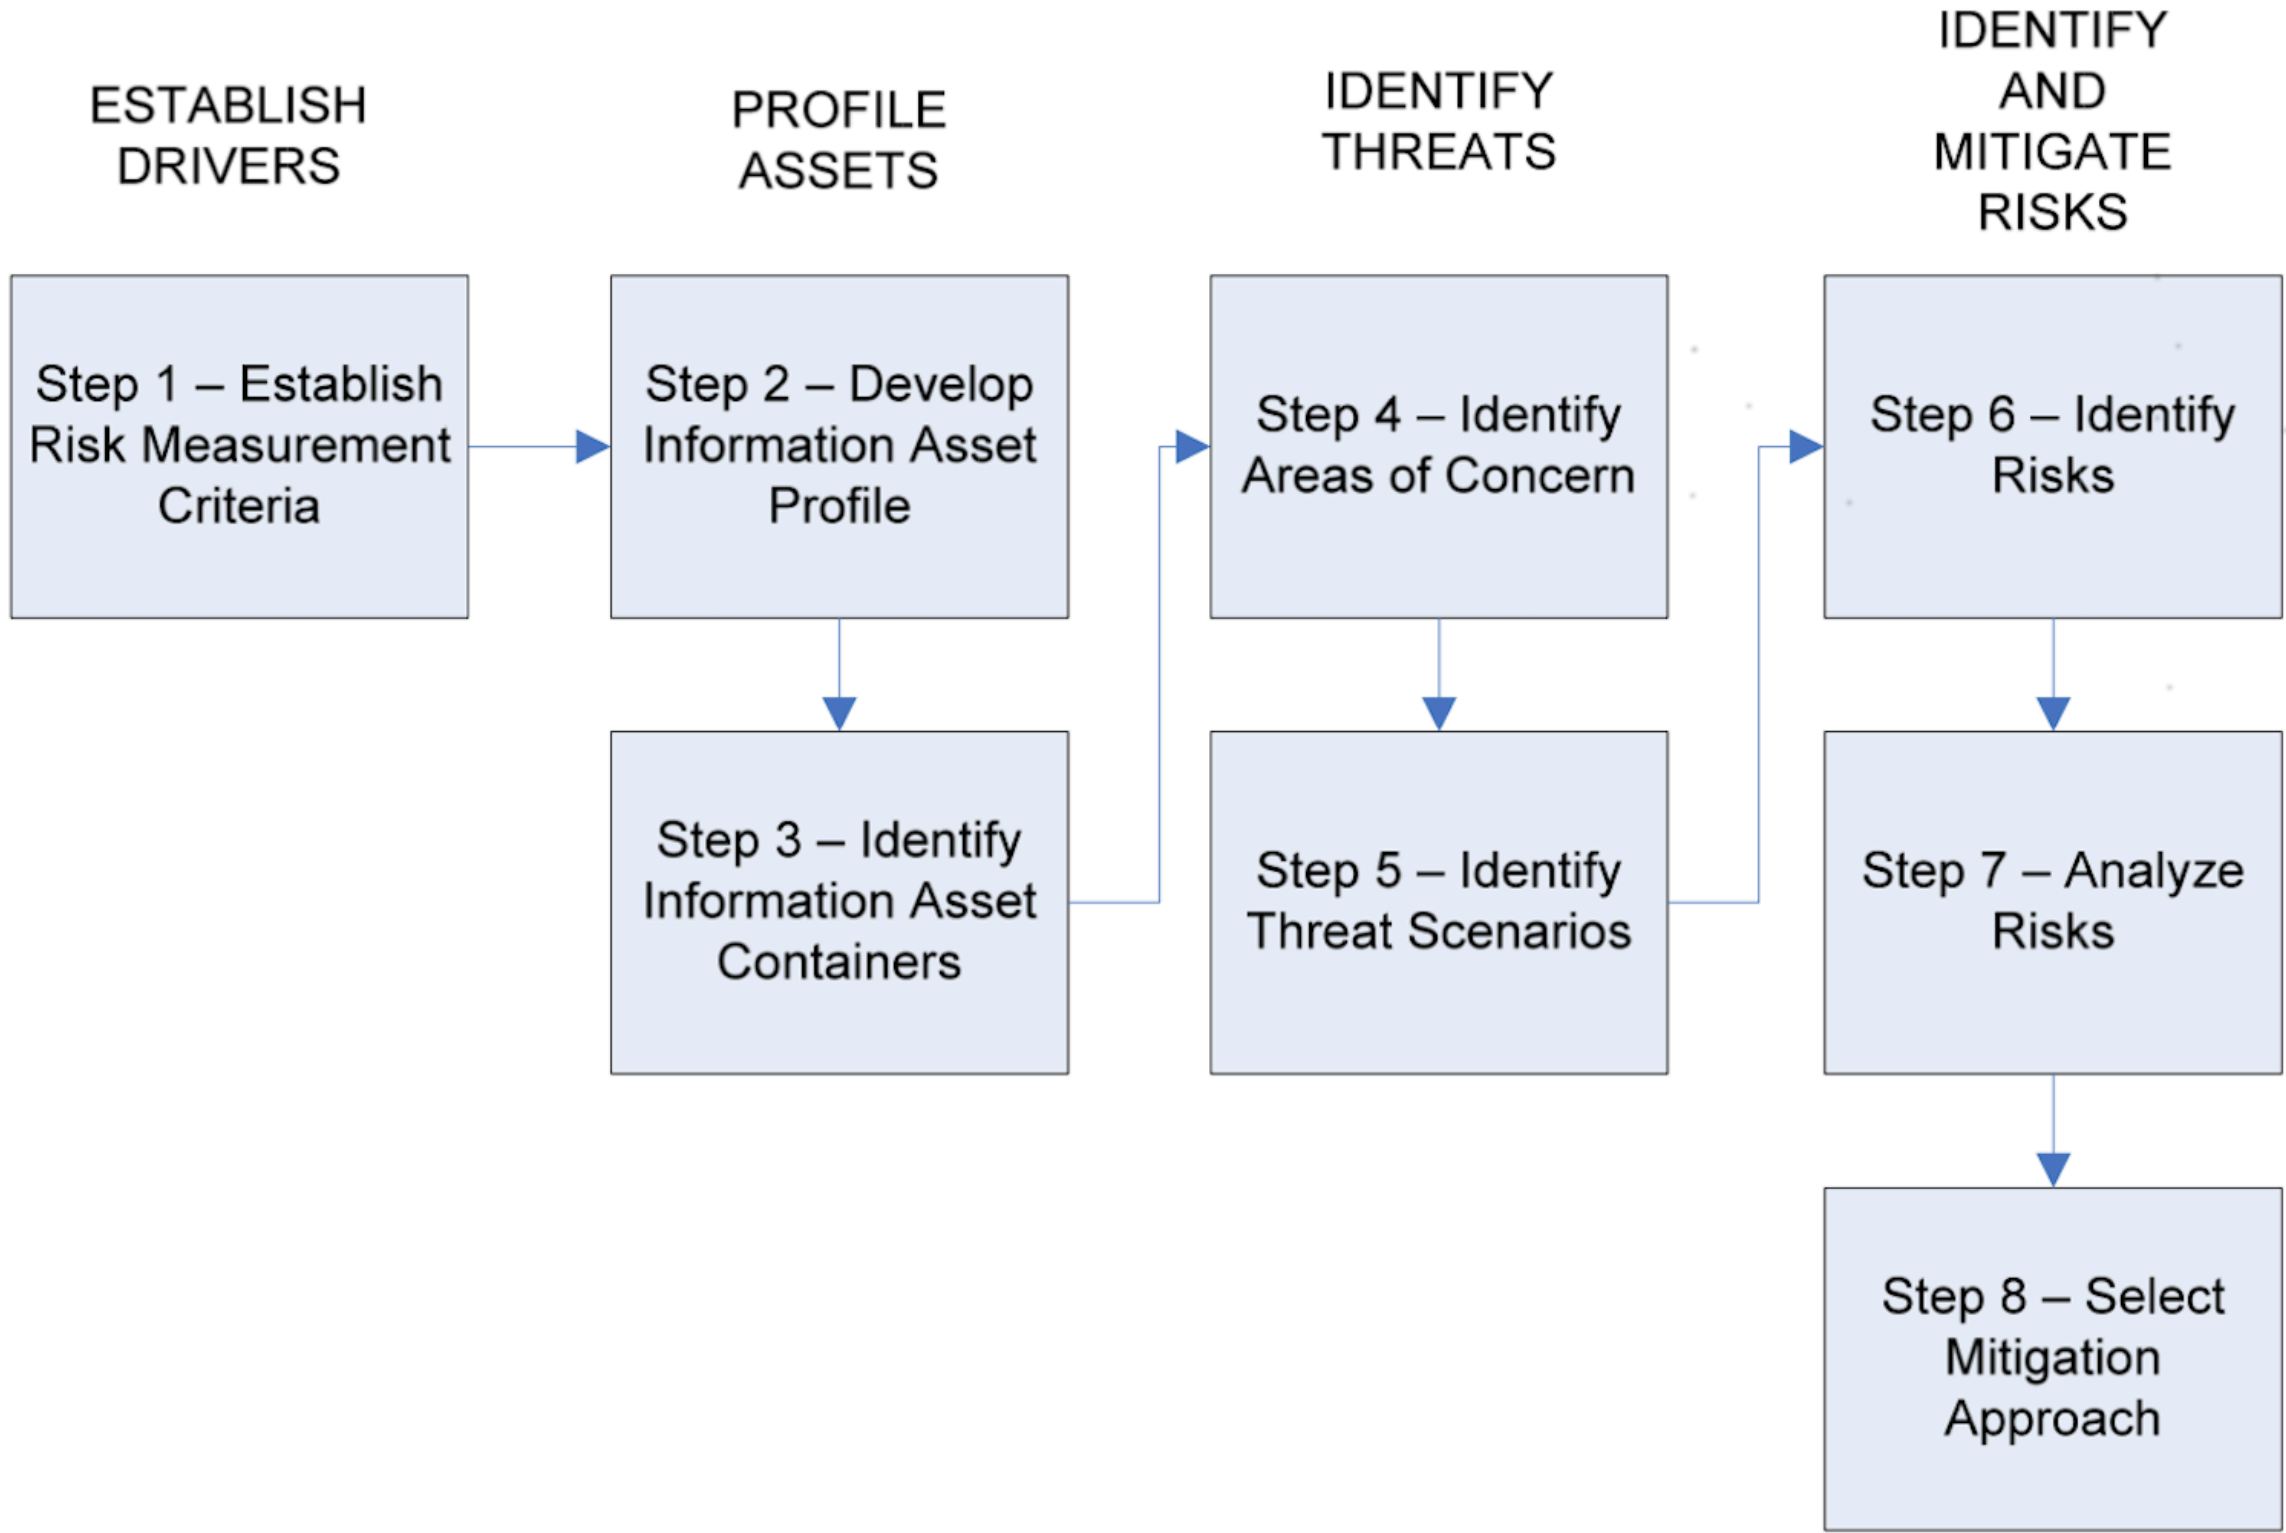 ESTABLISH
DRIVERS
PROFILE
ASSETS
IDENTIFY
THREATS
IDENTIFY
AND
MITIGATE
RISKS
Step 1 – Establish
Risk Measurement
Criteria
Step 2 – Develop
Information Asset
Profile
Step 3 – Identify
Information Asset
Containers
Step 4 – Identify
Areas of Concern
Step 5 – Identify
Threat Scenarios
Step 6 – Identify
Risks
Step 7 – Analyze
Risks
Step 8 – Select
Mitigation
Approach